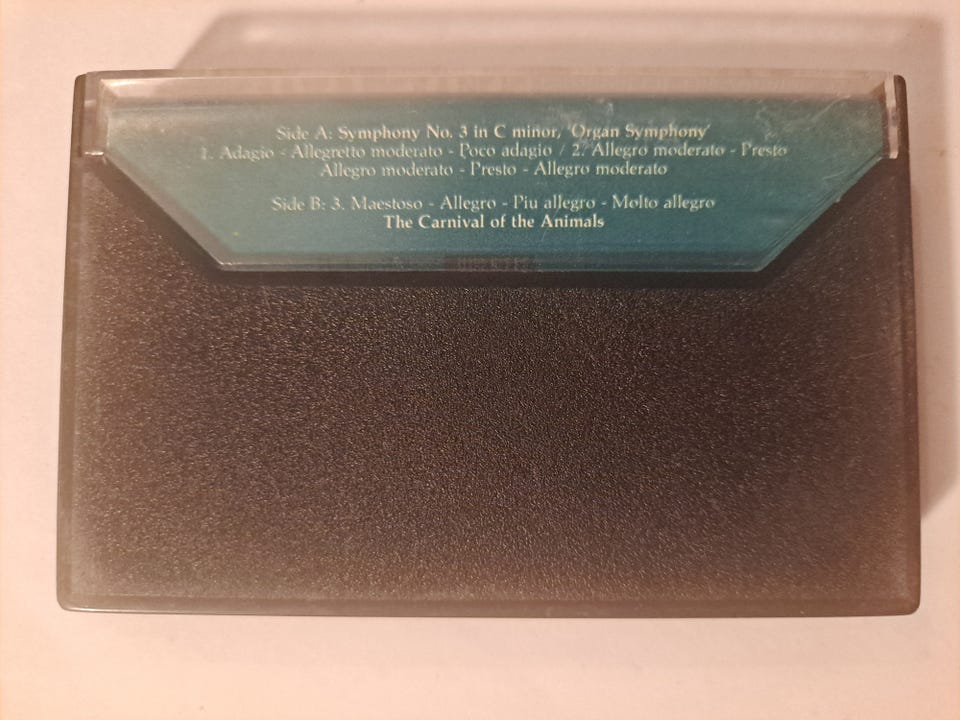 Side A: Symphony No. 3 in C minor, 'Organ Symphony'
1. Adagio - Allegretto moderato - Poco adagio / 2. Allegro moderato - Presto
Allegro moderato - Presto - Allegro moderato
Side B: 3. Maestoso - Allegro - Piu allegro - Molto allegro
The Carnival of the Animals